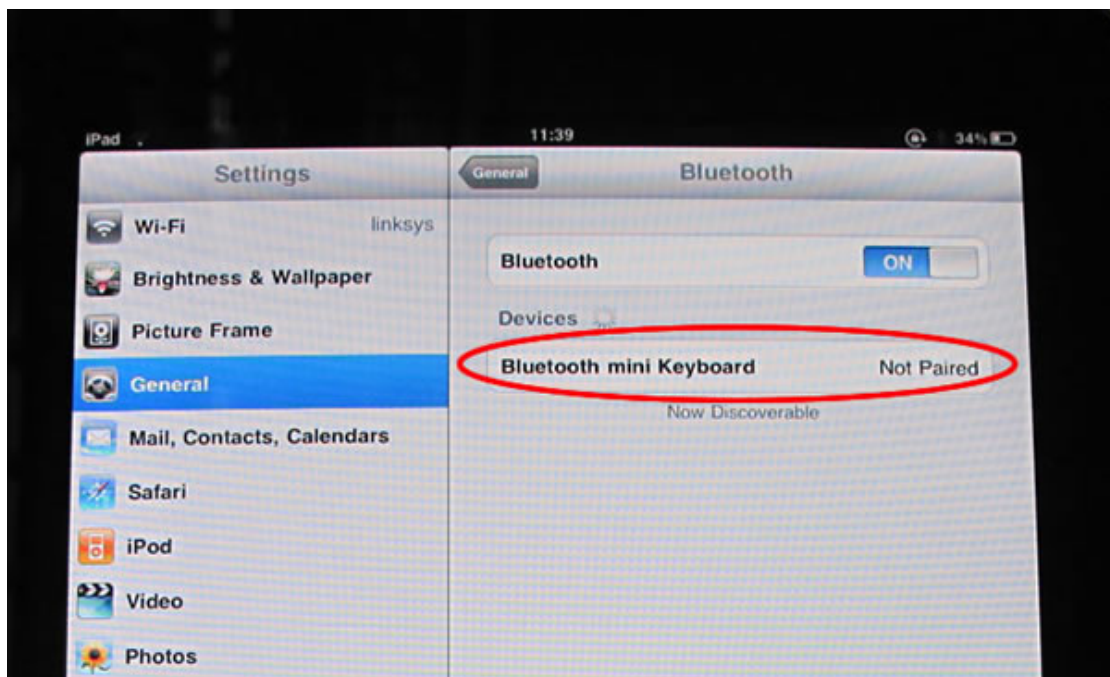 iPad 11:39 34%
Settings
General Bluetooth
Wi-Fi linksys
Brightness & Wallpaper
Picture Frame
General
Mail, Contacts, Calendars
Safari
iPod
Video
Photos
Bluetooth ON
Devices
Bluetooth mini Keyboard Not Paired
Now Discoverable